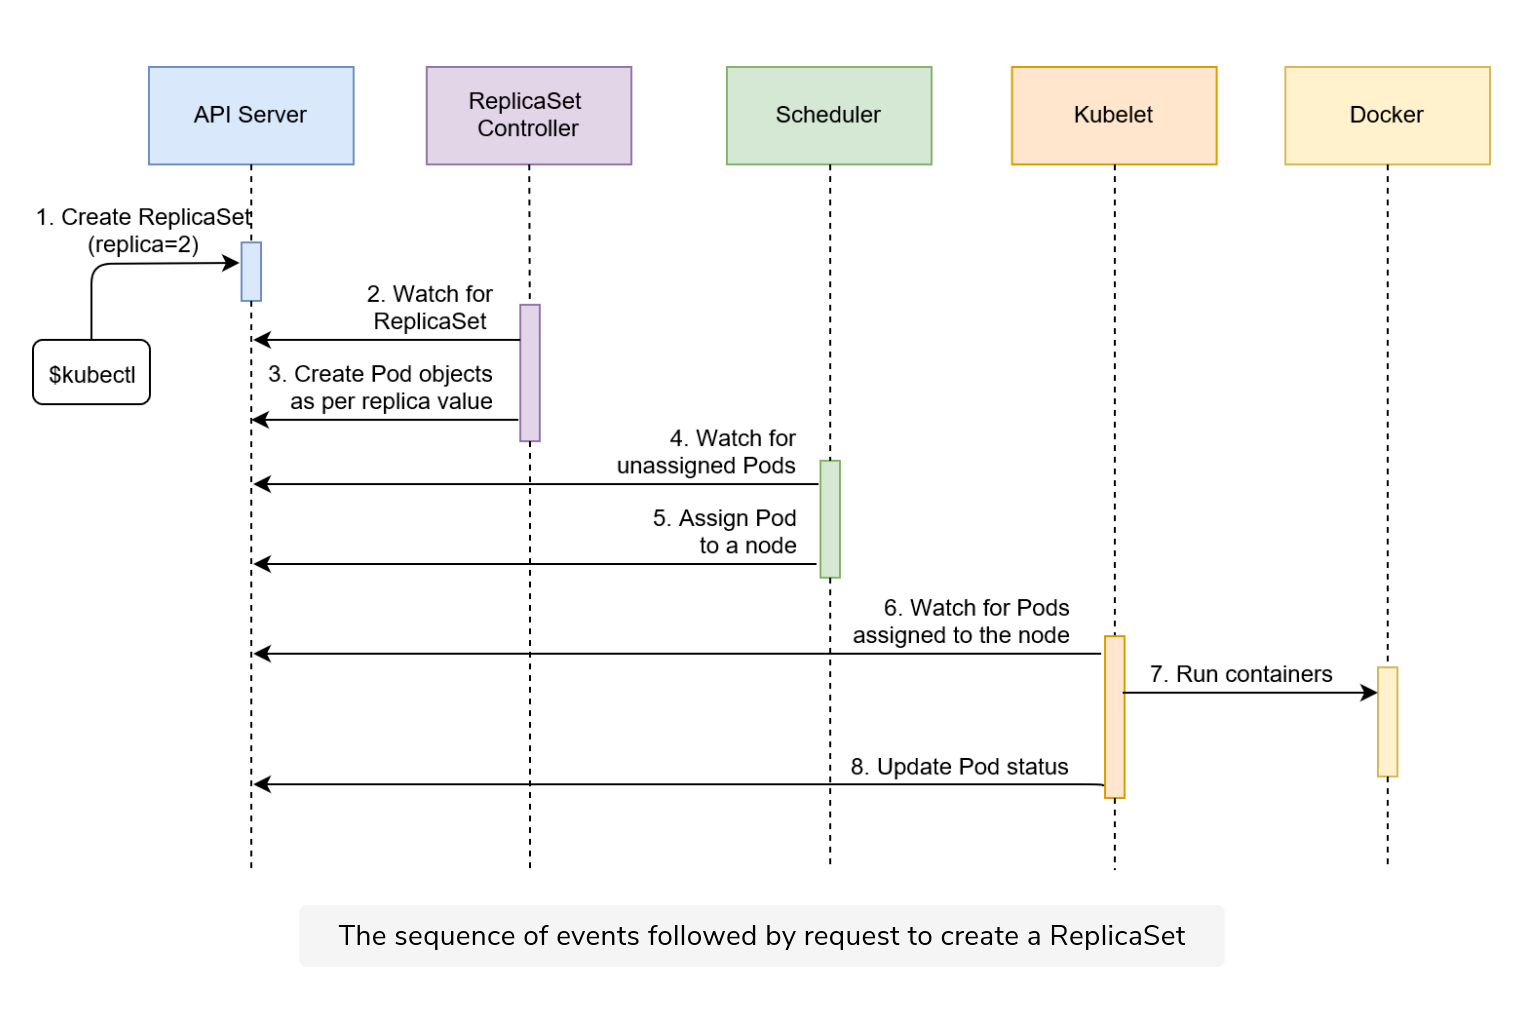 API Server
ReplicaSet
Controller
Scheduler
Kubelet
Docker
1. Create ReplicaSet
(replica=2)
$kubectl
2. Watch for
ReplicaSet
3. Create Pod objects
as per replica value
4. Watch for
unassigned Pods
5. Assign Pod
to a node
6. Watch for Pods
assigned to the node
7. Run containers
8. Update Pod status
The sequence of events followed by request to create a ReplicaSet